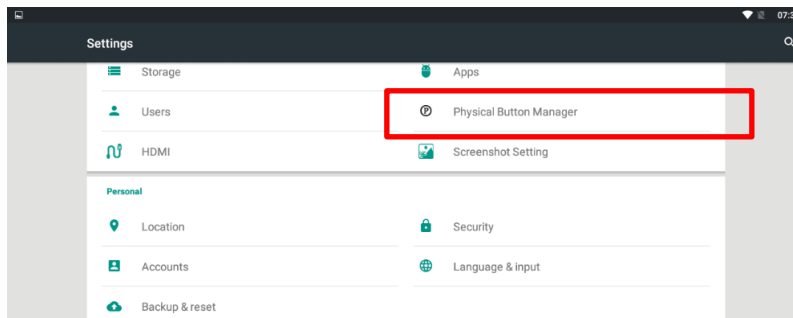 07:3
Settings
Storage
Apps
Users
P Physical Button Manager
HDMI
Screenshot Setting
Personal
Location
Security
Accounts
Language & input
Backup & reset